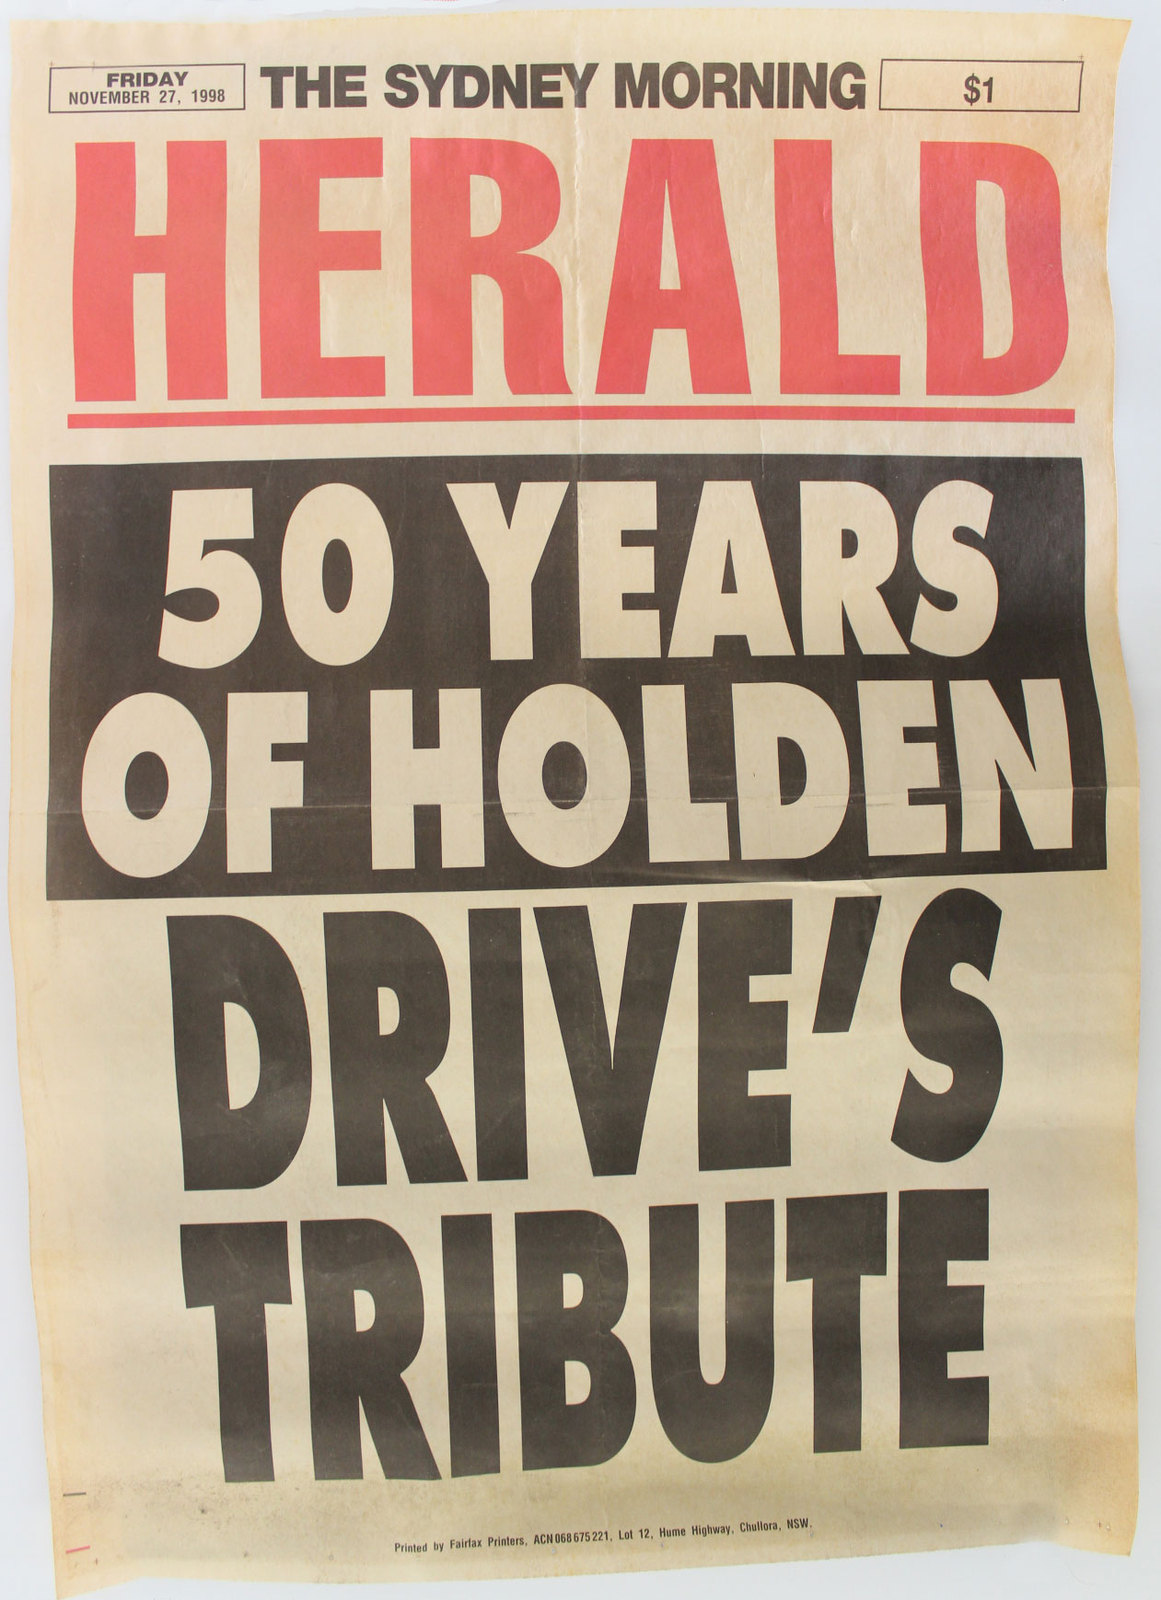 FRIDAY
NOVEMBER 27, 1998
THE SYDNEY MORNING
$1
HERALD
50 YEARS
OF HOLDEN
DRIVE'S
TRIBUTE
Printed by Fairfax Printers, ACN 068 675 221, Lot 12, Hume Highway, Chullora, NSW.